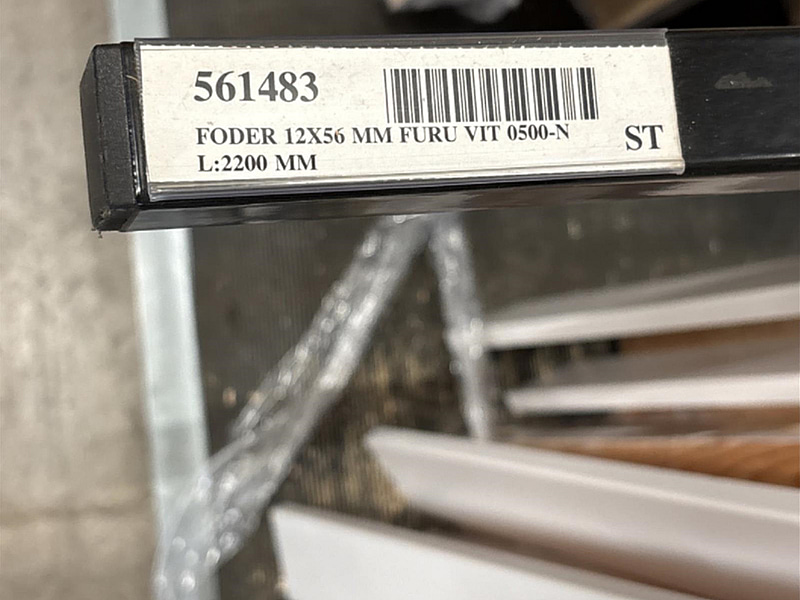 561483
FODER 12X56 MM FURU VIT 0500-N
L:2200 MM
ST